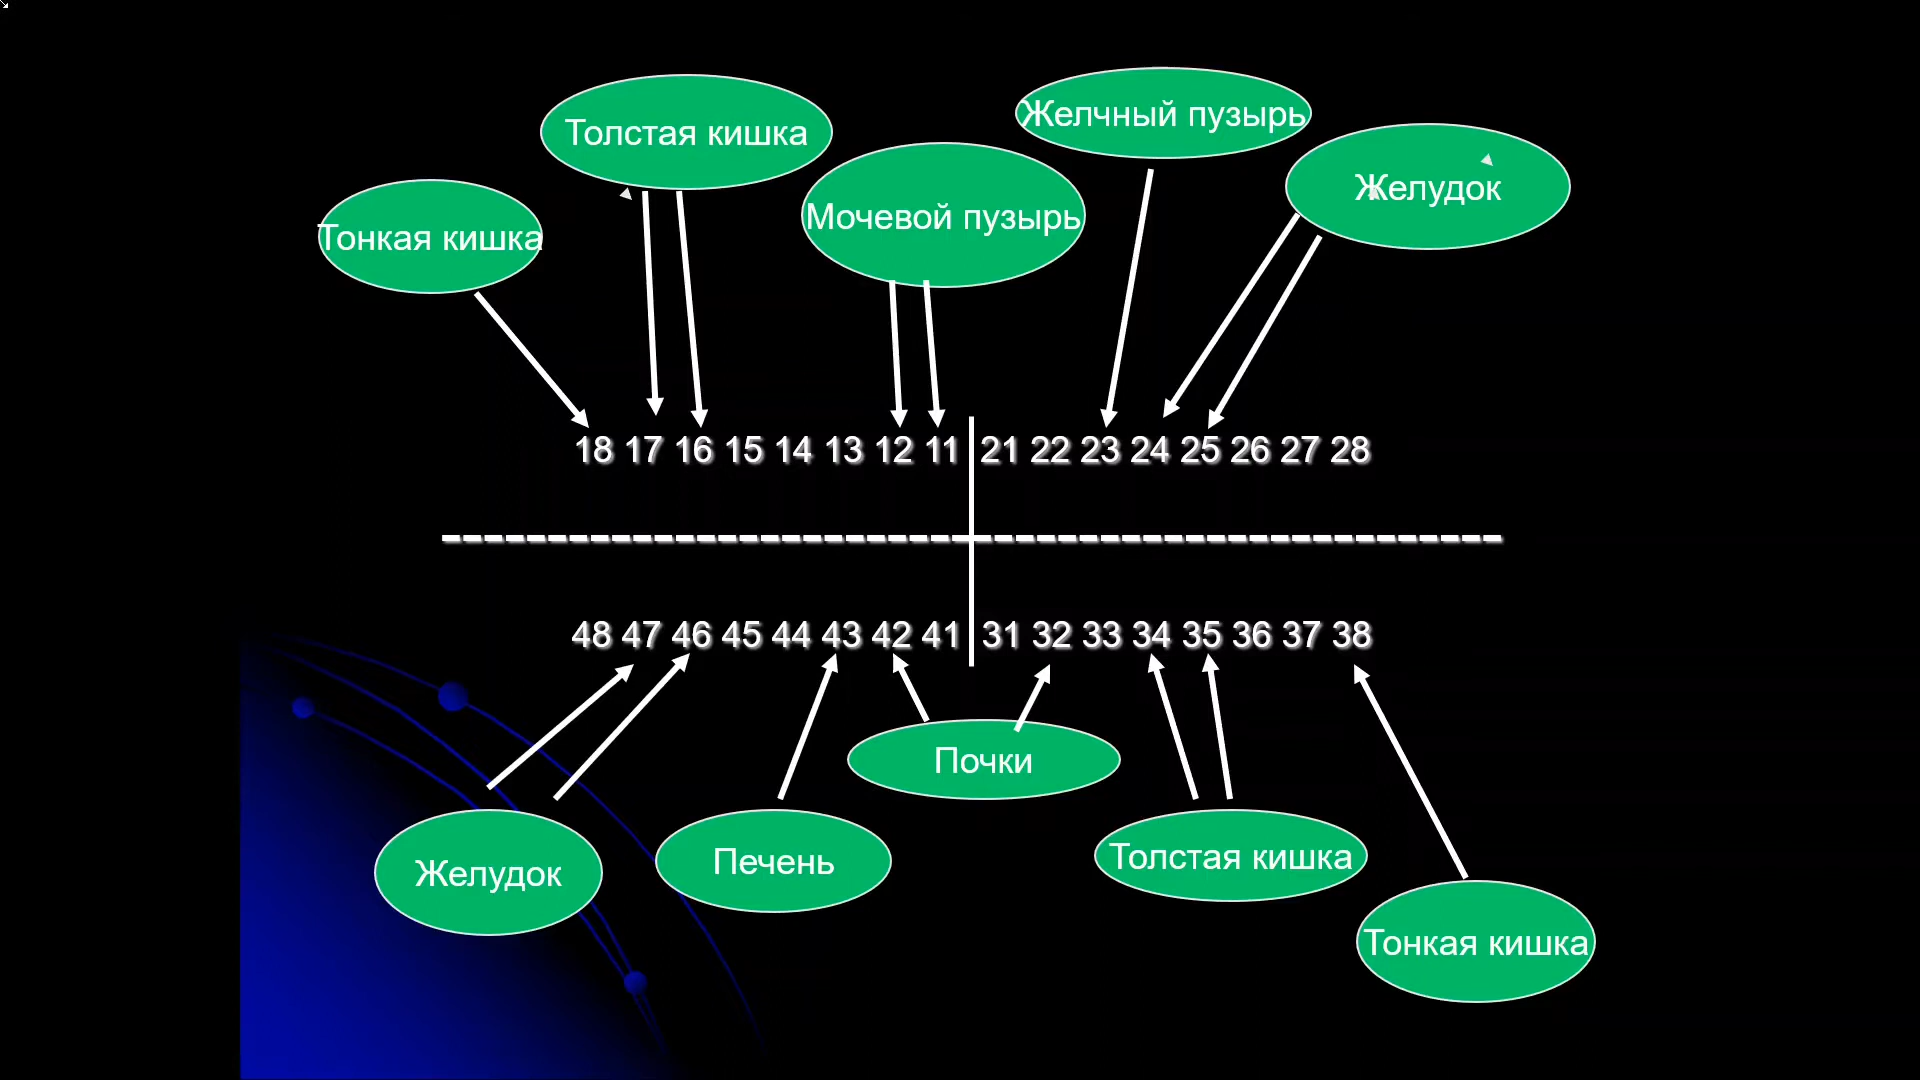 Желчный пузырь
Толстая кишка
Желудок
Мочевой пузырь
Тонкая кишка
18 17 16 15 14 13 12 11 21 22 23 24 25 26 27 28
48 47 46 45 44 43 42 41 31 32 33 34 35 36 37 38
Почки
Толстая кишка
Печень
Желудок
Тонкая кишка